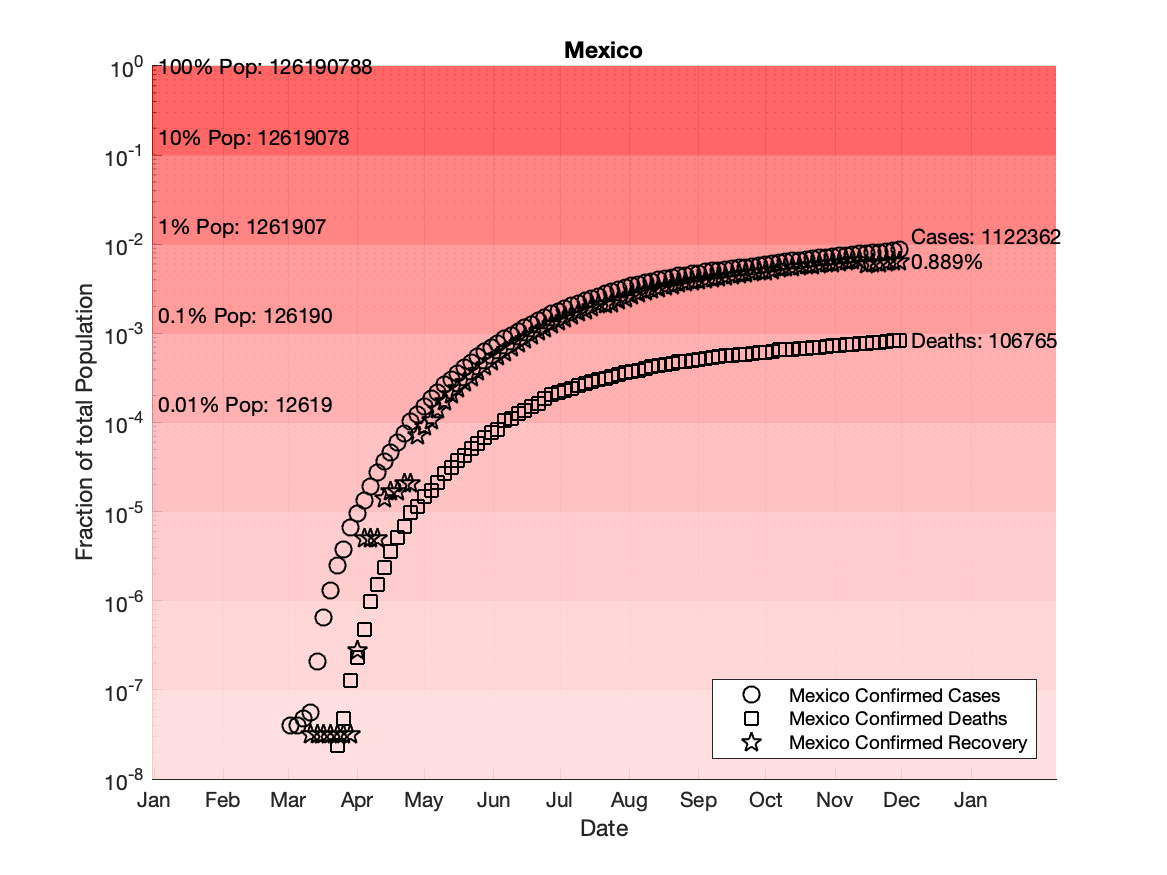 Mexico
10^0
100% Pop: 126190788
10% Pop: 12619078
10^-1
1% Pop: 1261907
10^-2
Cases: 1122362
0.889%
0.1% Pop: 126190
10^-3
Deaths: 106765
0.01% Pop: 12619
10^-4
10^-5
10^-6
10^-7
10^-8
Fraction of total Population
Mexico Confirmed Cases
Mexico Confirmed Deaths
Mexico Confirmed Recovery
Jan Feb Mar Apr May Jun Jul Aug Sep Oct Nov Dec Jan
Date